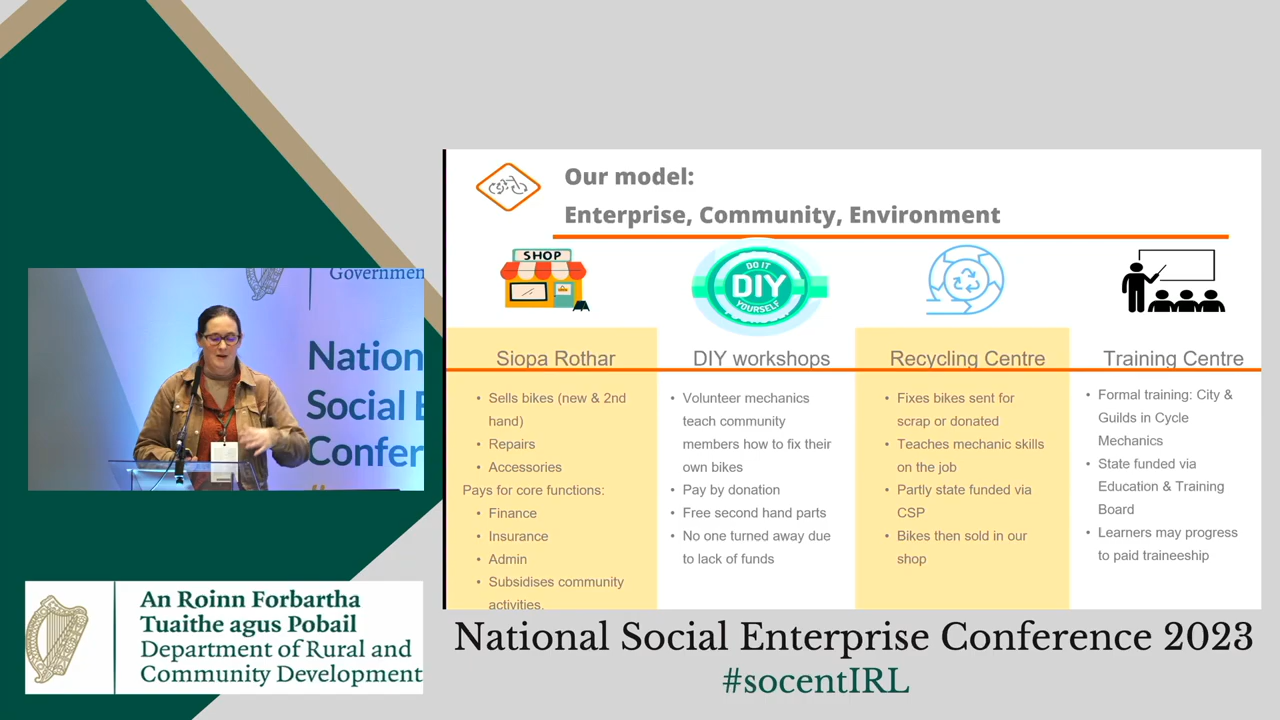 Governmen
Nation
Social E
Confer
An Roinn Forbartha
Tuaithe agus Pobail
Department of Rural and
Community Development
Our model:
Enterprise, Community, Environment
SHOP
DO IT
DIY
YOURSELF
Siopa Rothar
• Sells bikes (new & 2nd
hand)
• Repairs
• Accessories
Pays for core functions:
• Finance
• Insurance
• Admin
• Subsidises community
activities.
DIY workshops
• Volunteer mechanics
teach community
members how to fix their
own bikes
• Pay by donation
• Free second hand parts
• No one turned away due
to lack of funds
Recycling Centre
• Fixes bikes sent for
scrap or donated
• Teaches mechanic skills
on the job
• Partly state funded via
CSP
• Bikes then sold in our
shop
Training Centre
• Formal training: City &
Guilds in Cycle
Mechanics
• State funded via
Education & Training
Board
• Learners may progress
to paid traineeship
National Social Enterprise Conference 2023
#socentIRL